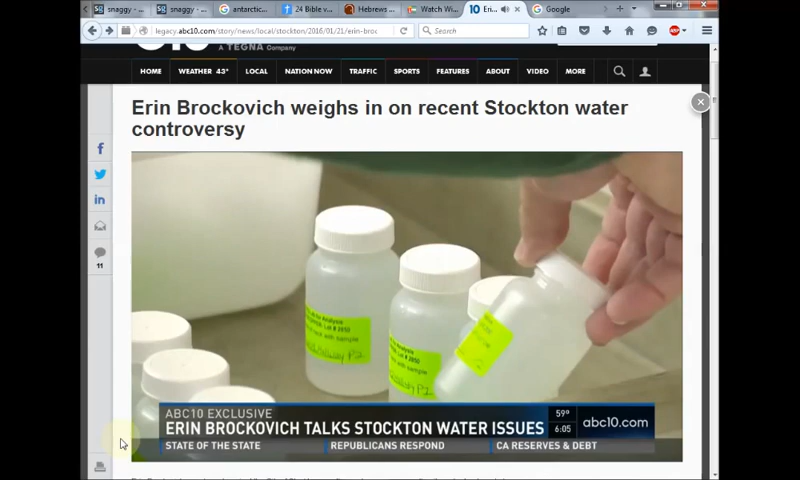 snaggy - ...
snaggy - ...
antarctic...
24 Bible v
Hebrews
Watch Wi...
10 En...
Google
legacy.abc10.com/story/news/local/stockton/2016/01/21/erin-broc
Search
A TEGNA Company
HOME WEATHER 43° LOCAL NATION NOW TRAFFIC SPORTS FEATURES ABOUT VIDEO MORE
Erin Brockovich weighs in on recent Stockton water
controversy
11
ABC10 EXCLUSIVE
ERIN BROCKOVICH TALKS STOCKTON WATER ISSUES
59° 6:05
abc10.com
STATE OF THE STATE REPUBLICANS RESPOND CA RESERVES & DEBT